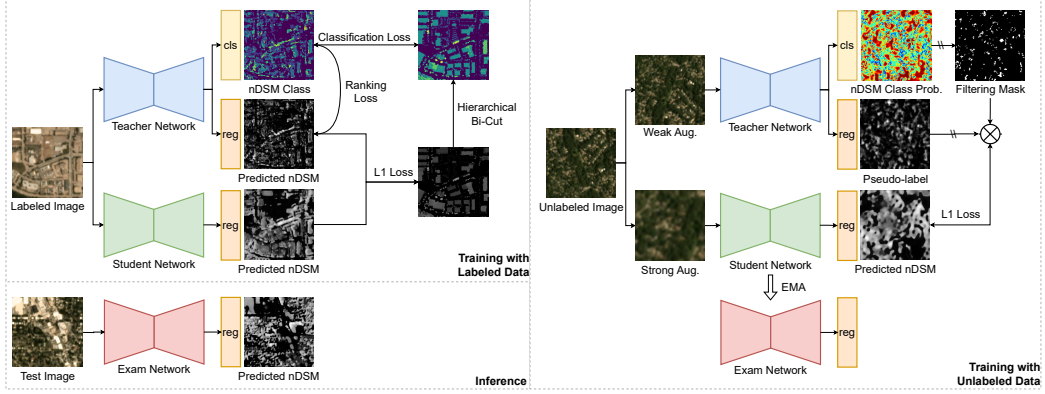 cls
Classification Loss
nDSM Class
Ranking
Loss
Hierarchical
Bi-Cut
Teacher Network
reg
Predicted nDSM
Labeled Image
L1 Loss
reg
Student Network
Predicted nDSM
Training with
Labeled Data
reg
Test Image
Exam Network
Predicted nDSM
Inference
cls
nDSM Class Prob.
Filtering Mask
Weak Aug.
Teacher Network
reg
Pseudo-label
Unlabeled Image
L1 Loss
reg
Strong Aug.
Student Network
Predicted nDSM
EMA
reg
Exam Network
Training with
Unlabeled Data